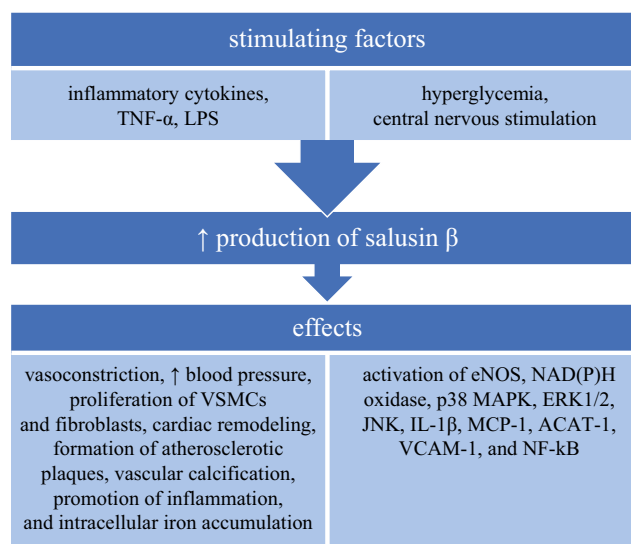 stimulating factors
inflammatory cytokines,
TNF-α, LPS
hyperglycemia,
central nervous stimulation
↑ production of salusin β
effects
vasoconstriction, ↑ blood pressure,
proliferation of VSMCs
and fibroblasts, cardiac remodeling,
formation of atherosclerotic
plaques, vascular calcification,
promotion of inflammation,
and intracellular iron accumulation
activation of eNOS, NAD(P)H
oxidase, p38 MAPK, ERK1/2,
JNK, IL-1β, MCP-1, ACAT-1,
VCAM-1, and NF-kB